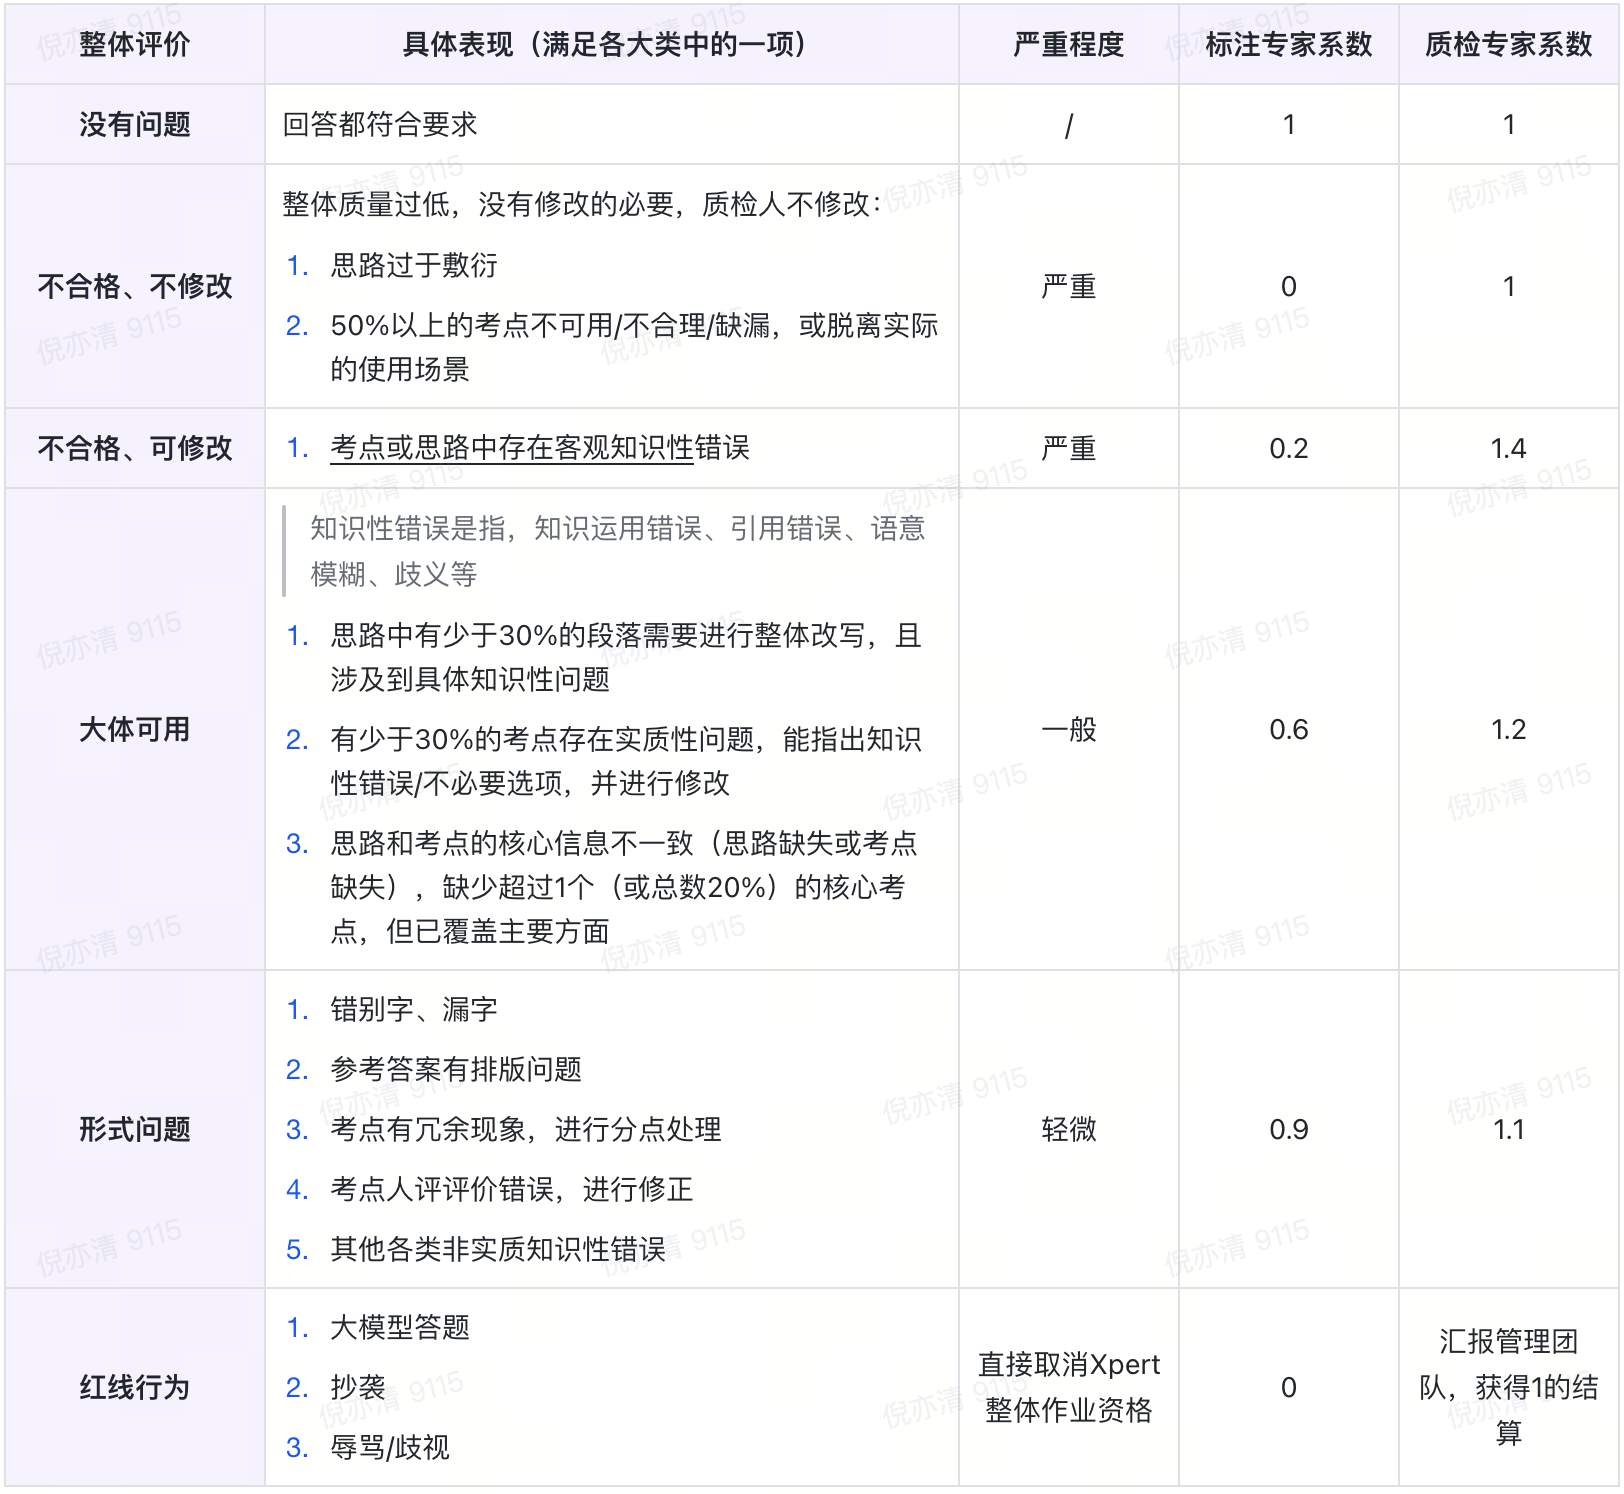 整体评价 具体表现（满足各大类中的一项） 严重程度 标注专家系数 质检专家系数
没有问题 回答都符合要求 / 1 1
整体质量过低，没有修改的必要，质检人不修改：
1. 思路过于敷衍
不合格、不修改 严重 0 1
2. 50%以上的考点不可用/不合理/缺漏，或脱离实际
的使用场景
不合格、可修改 1. 考点或思路中存在客观知识性错误 严重 0.2 1.4
知识性错误是指，知识运用错误、引用错误、语意
模糊、歧义等
1. 思路中有少于30%的段落需要进行整体改写，且
涉及到具体知识性问题
大体可用 一般 0.6 1.2
2. 有少于30%的考点存在实质性问题，能指出知识
性错误/不必要选项，并进行修改
3. 思路和考点的核心信息不一致（思路缺失或考点
缺失），缺少超过1个（或总数20%）的核心考
点，但已覆盖主要方面
1. 错别字、漏字
2. 参考答案有排版问题
形式问题 3. 考点有冗余现象，进行分点处理 轻微 0.9 1.1
4. 考点人评评价错误，进行修正
5. 其他各类非实质知识性错误
1. 大模型答题
红线行为 2. 抄袭
3. 辱骂/歧视
直接取消Xpert
整体作业资格
0
汇报管理团
队，获得1的结
算
倪亦清 9115